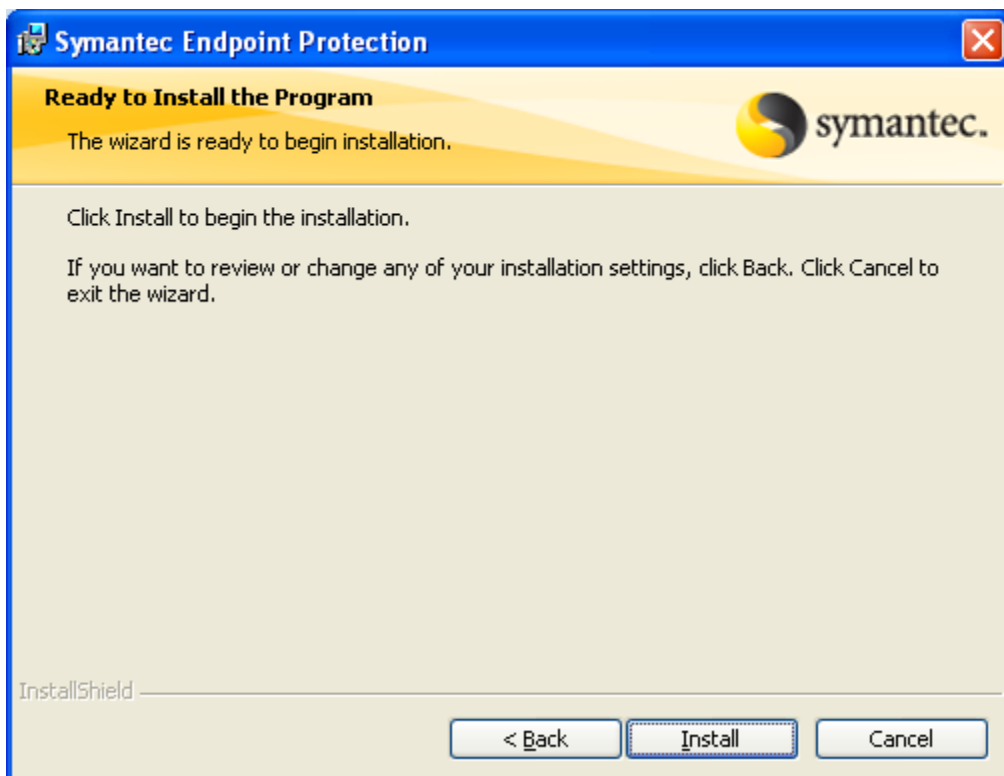 Symantec Endpoint Protection
Ready to Install the Program
The wizard is ready to begin installation.
symantec.
Click Install to begin the installation.
If you want to review or change any of your installation settings, click Back. Click Cancel to
exit the wizard.
InstallShield
< Back
Install
Cancel